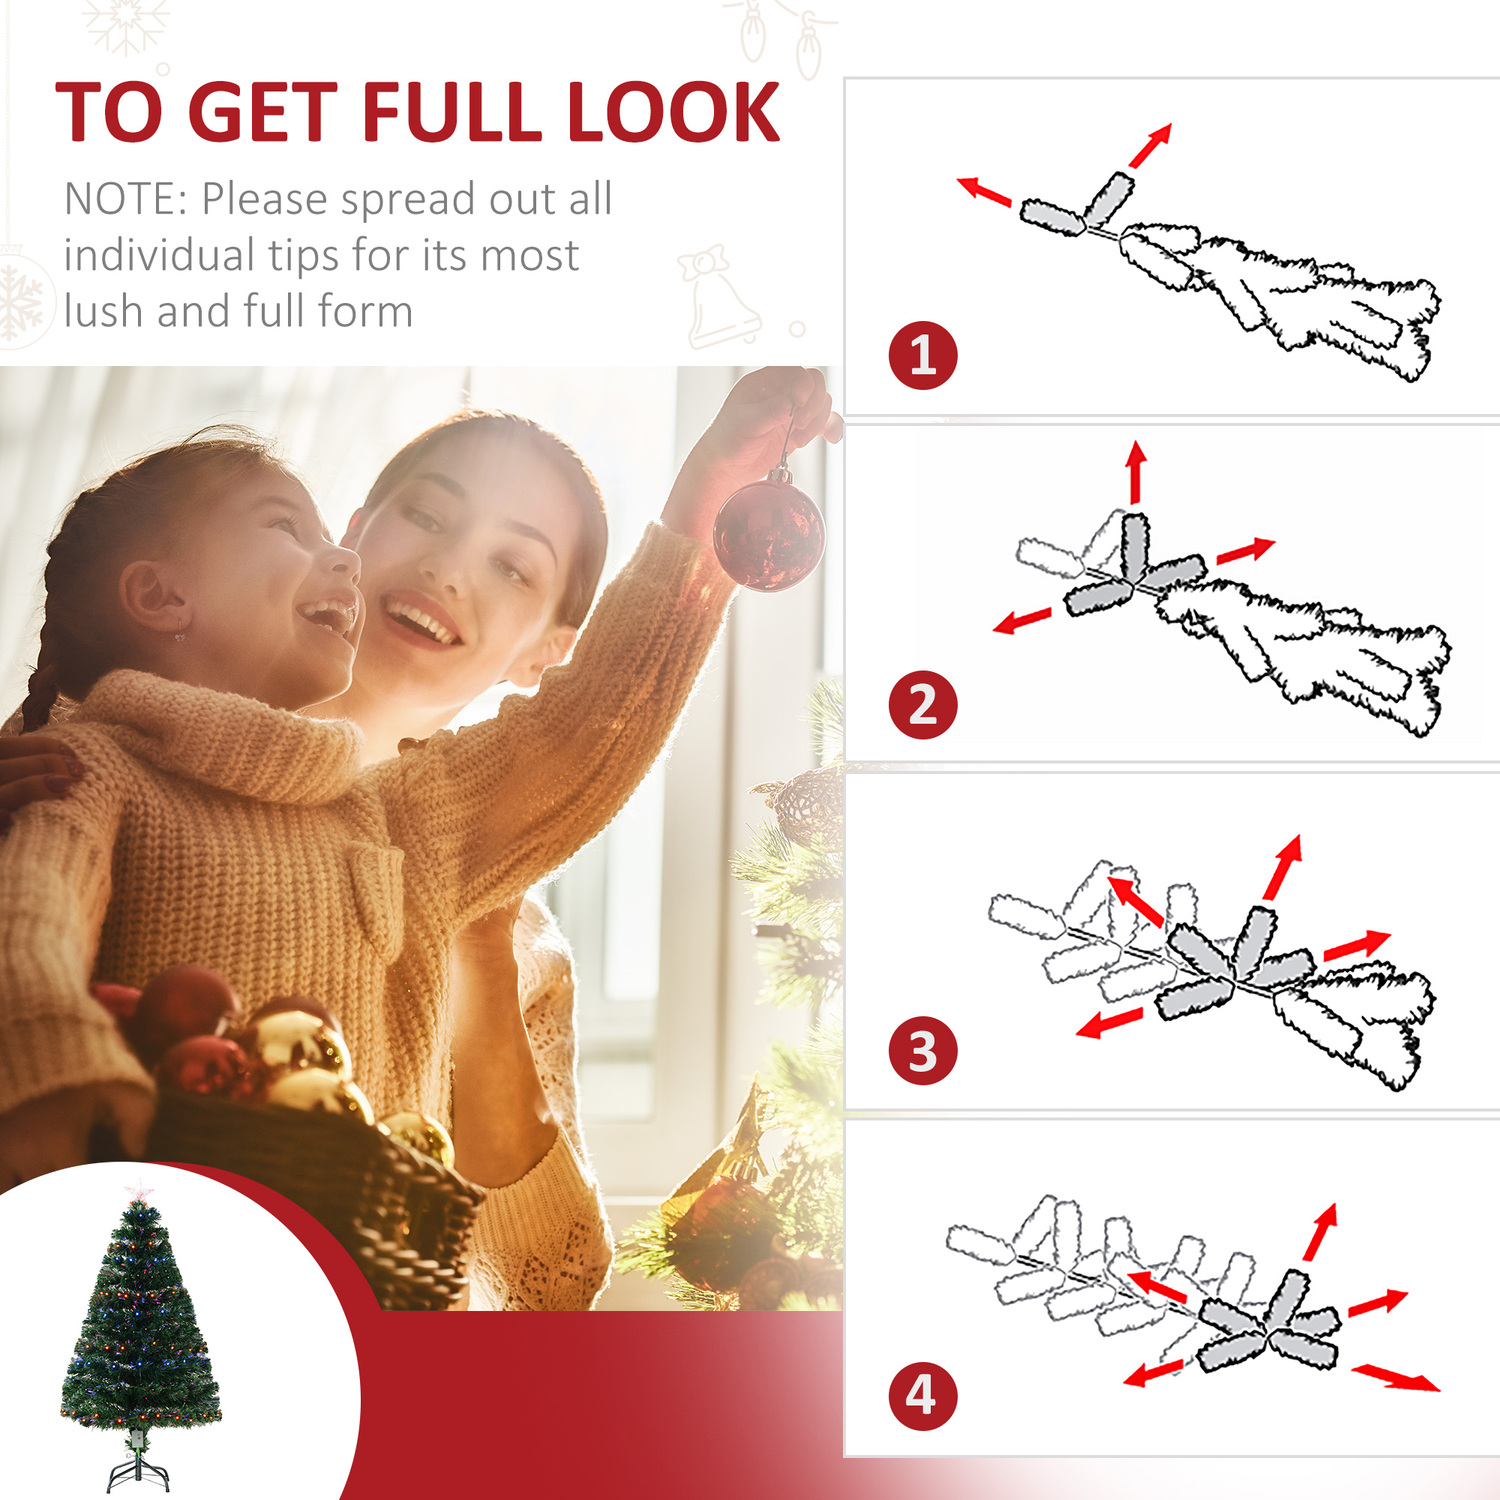 TO GET FULL LOOK
NOTE: Please spread out all
individual tips for its most
lush and full form
1
2
3
4